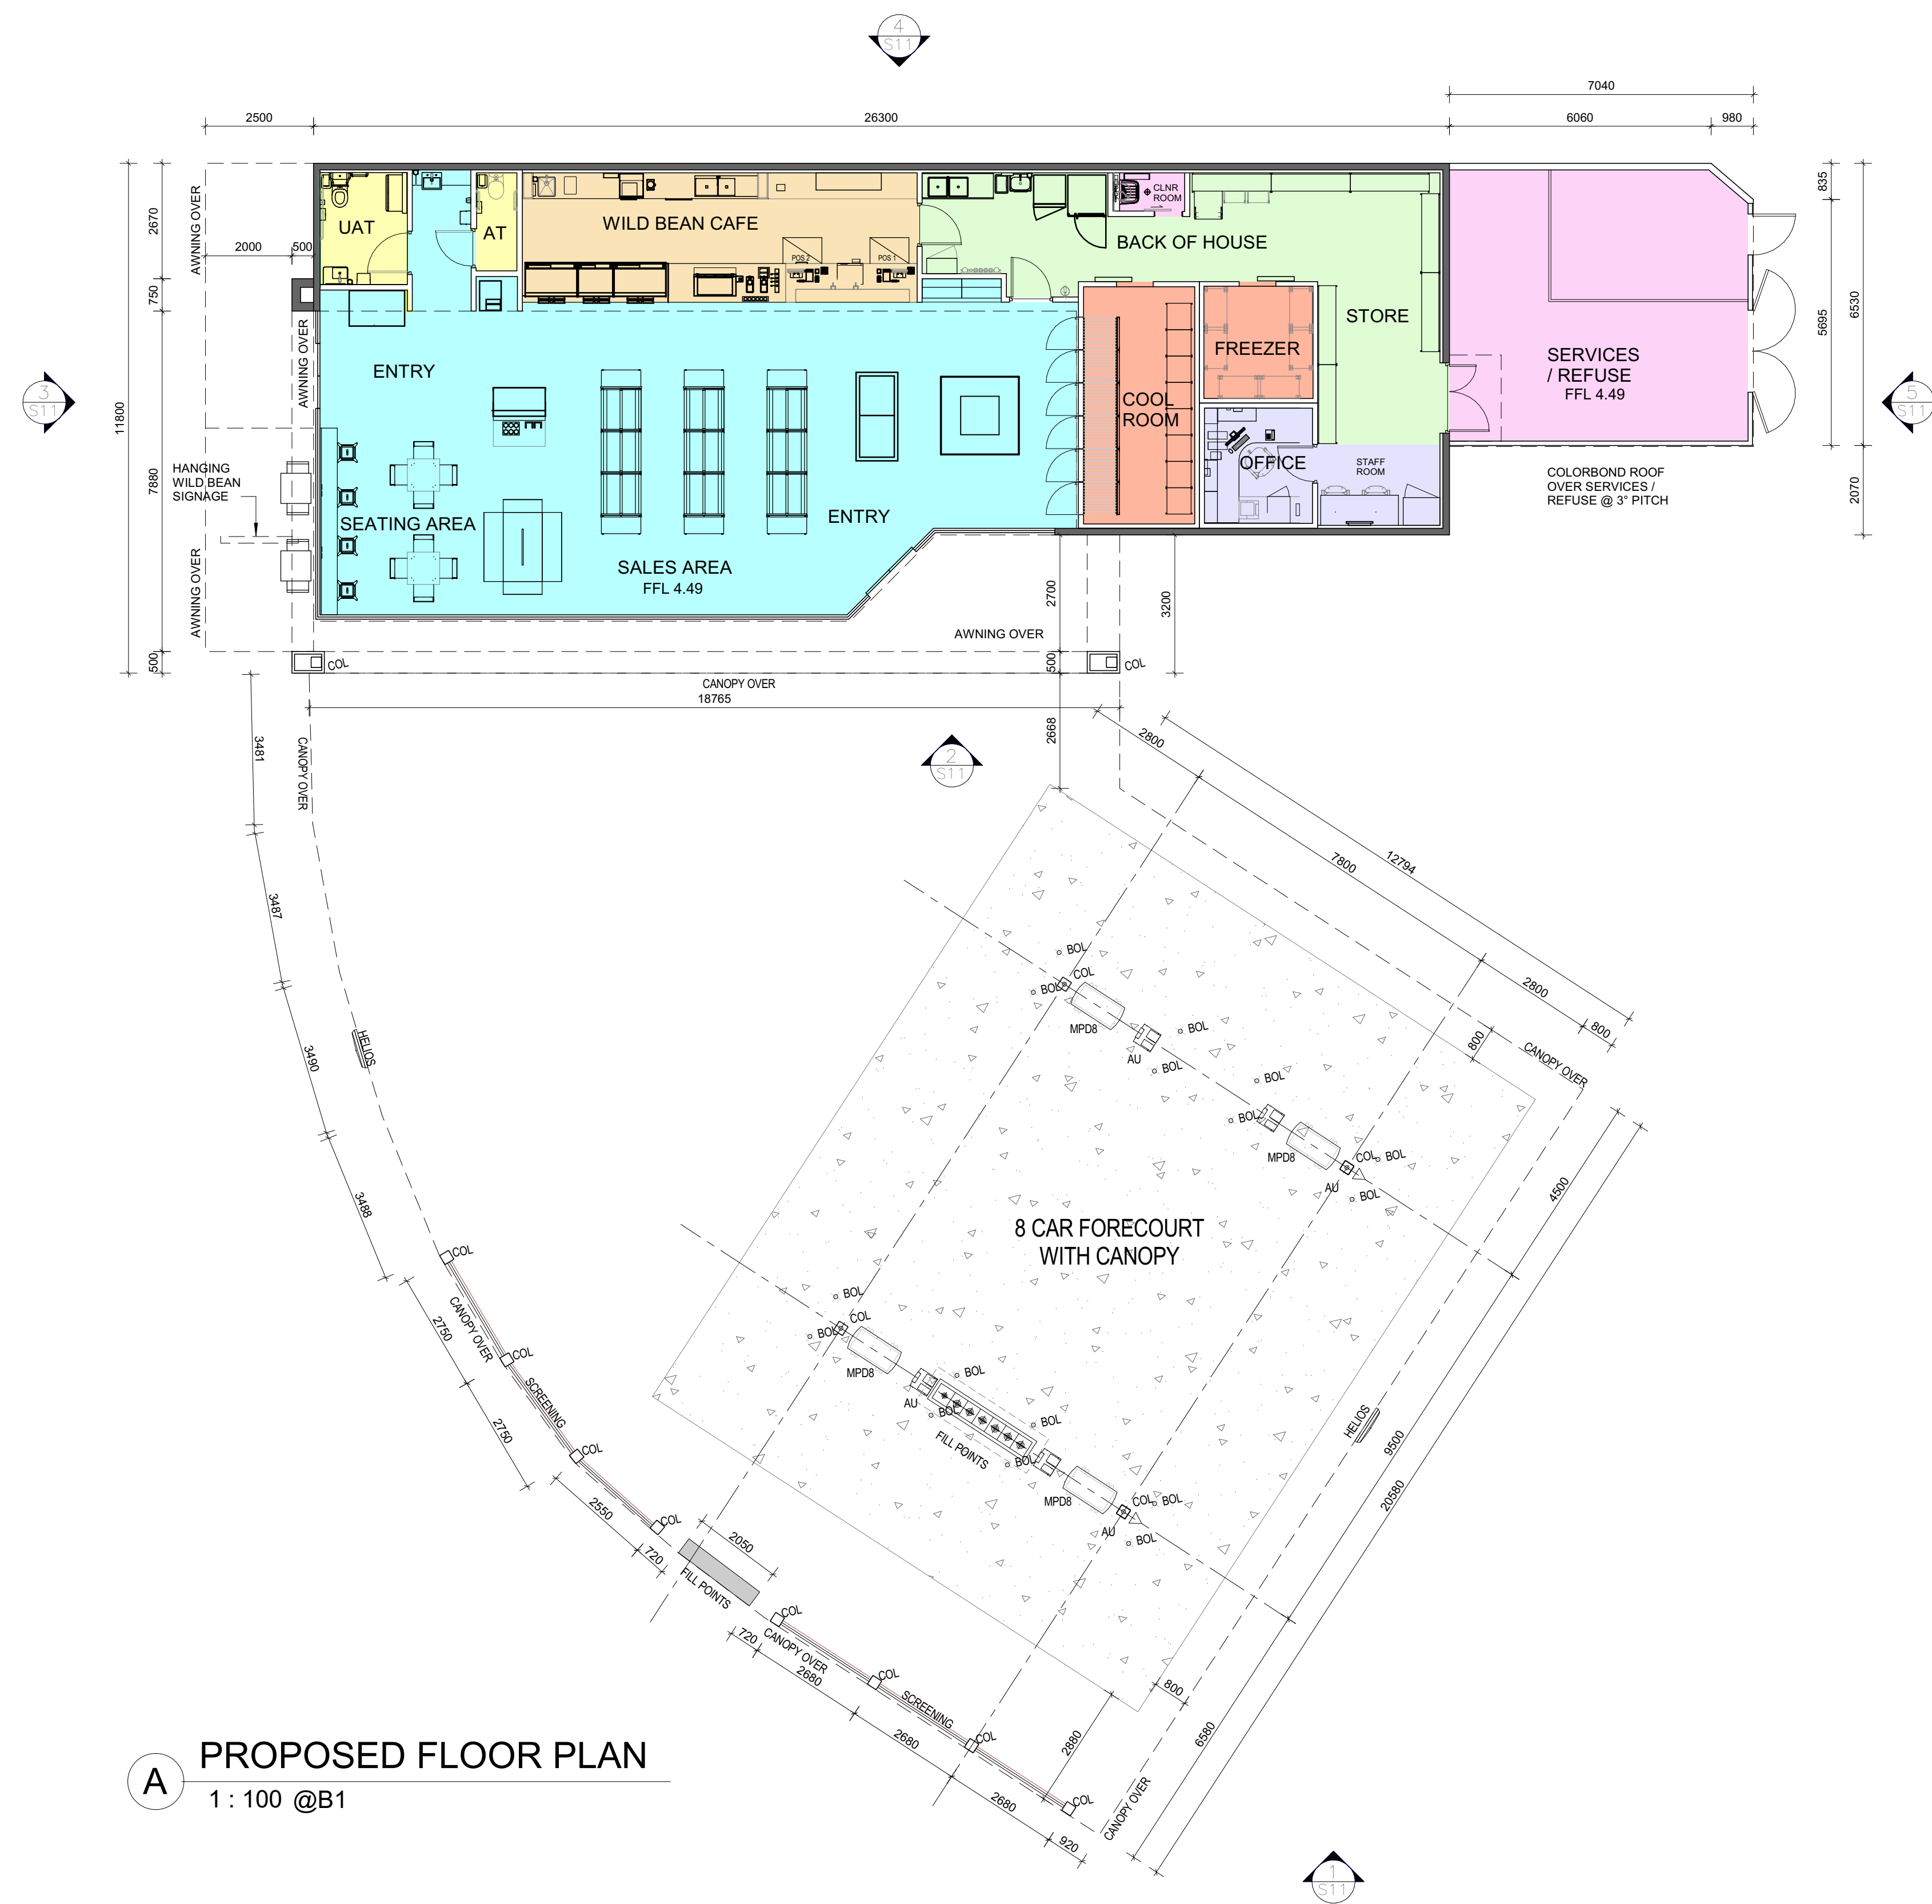 4
S11
7040
2500
26300
6060
980
AWNING OVER
2670
835
UAT
AT
WILD BEAN CAFE
CLNR
ROOM
BACK OF HOUSE
2000
500
POS 2
POS 1
750
6530
5695
AWNING OVER
ENTRY
STORE
FREEZER
SERVICES
/ REFUSE
FFL 4.49
3
S11
11800
COOL
ROOM
5
S11
OFFICE
STAFF
ROOM
HANGING
WILD BEAN
SIGNAGE
7880
COLORBOND ROOF
OVER SERVICES /
REFUSE @ 3° PITCH
2070
SEATING AREA
ENTRY
SALES AREA
FFL 4.49
AWNING OVER
2700
3200
AWNING OVER
500
COL
500
COL
CANOPY OVER
18765
3481
CANOPY OVER
2668
2800
2
S11
7800
12794
3487
BOL
COL
BOL
2800
800
MPD8
BOL
AU
BOL
800
CANOPY OVER
3490
HELIOS
BOL
BOL
MPD8
COL
BOL
AU
BOL
3488
4500
8 CAR FORECOURT
WITH CANOPY
COL
CANOPY OVER
2750
BOL
COL
BOL
MPD8
COL
SCREENING
BOL
AU
BOL
BOL
2750
FILL POINTS
BOL
HELIOS
9500
20580
COL
MPD8
COL
BOL
AU
BOL
2550
COL
720
2050
FILL POINTS
COL
720
CANOPY OVER
2680
COL
SCREENING
800
2680
COL
2880
6580
2680
COL
CANOPY OVER
920
A
PROPOSED FLOOR PLAN
1 : 100 @B1
1
S11